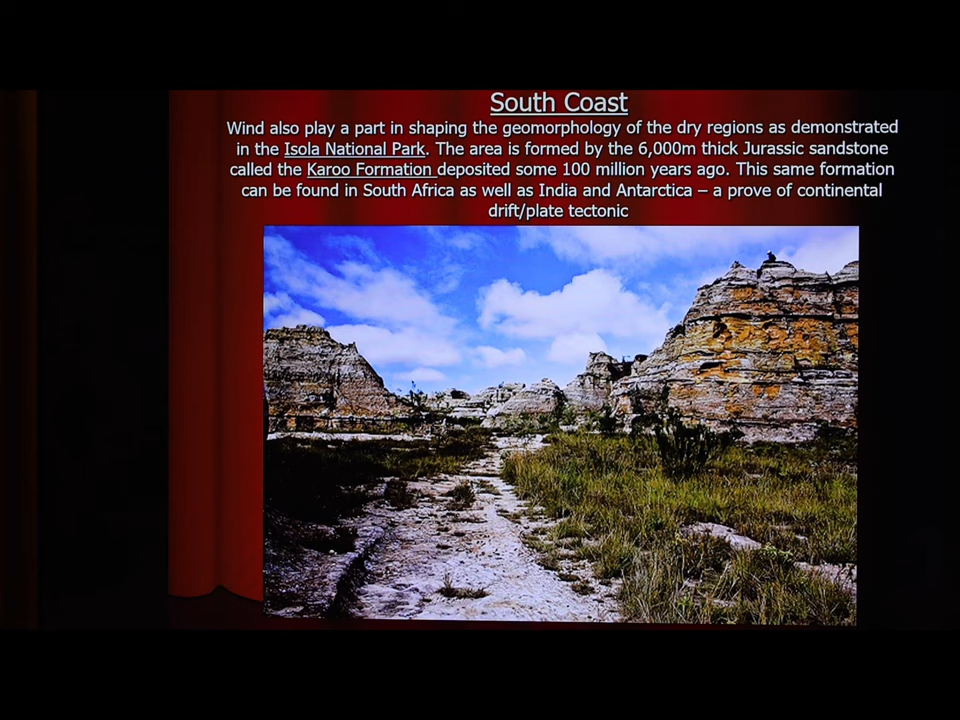 South Coast
Wind also play a part in shaping the geomorphology of the dry regions as demonstrated
in the Isola National Park. The area is formed by the 6,000m thick Jurassic sandstone
called the Karoo Formation deposited some 100 million years ago. This same formation
can be found in South Africa as well as India and Antarctica – a prove of continental
drift/plate tectonic